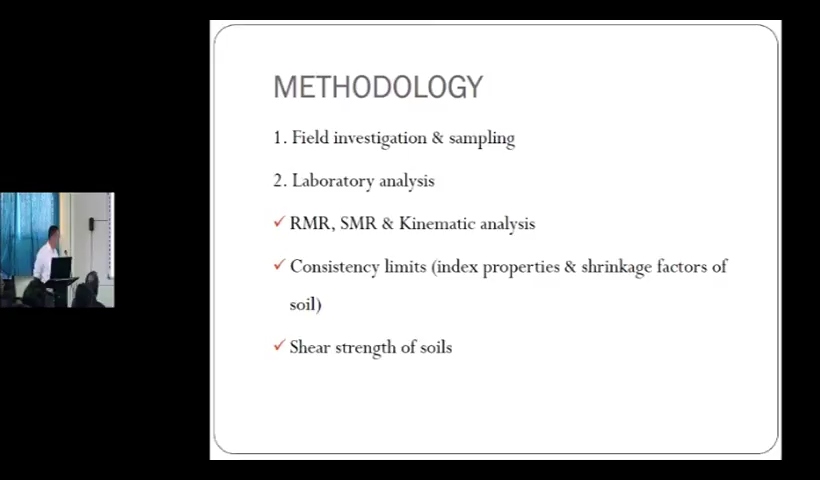 METHODOLOGY
1. Field investigation & sampling
2. Laboratory analysis
✓ RMR, SMR & Kinematic analysis
✓ Consistency limits (index properties & shrinkage factors of
soil)
✓ Shear strength of soils